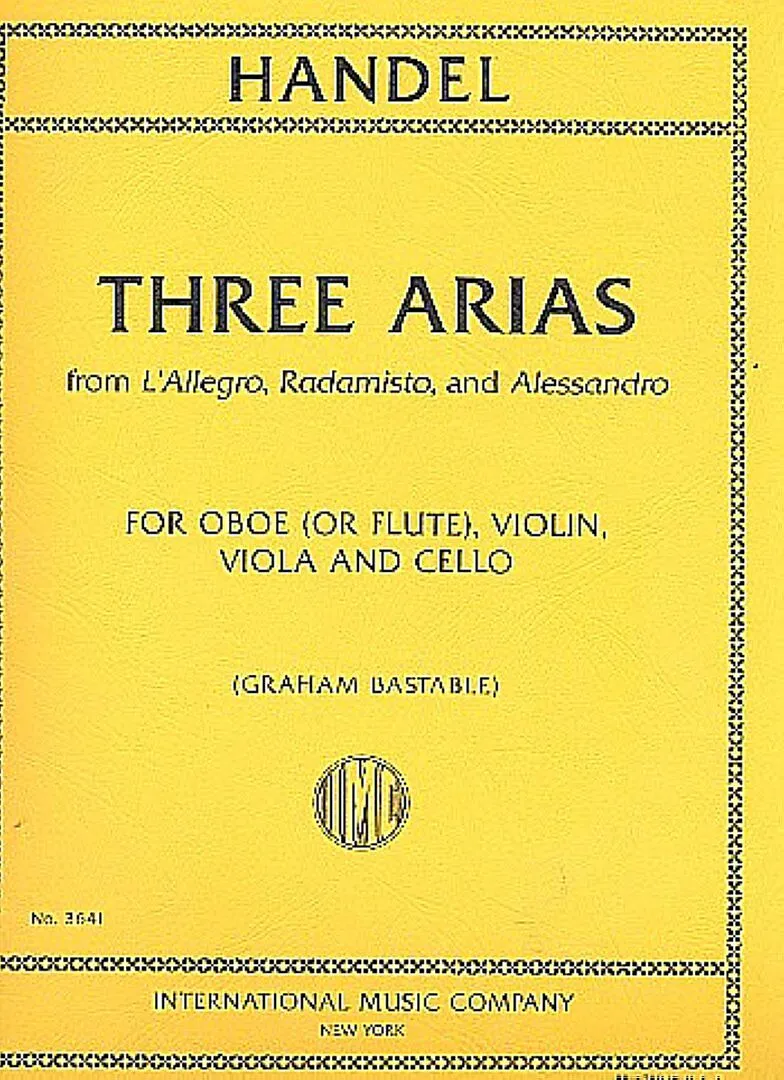 HANDEL
THREE ARIAS
from L'Allegro, Radamisto, and Alessandro
FOR OBOE (OR FLUTE), VIOLIN,
VIOLA AND CELLO
(GRAHAM BASTABLE)
IMC
No. 3641
INTERNATIONAL MUSIC COMPANY
NEW YORK